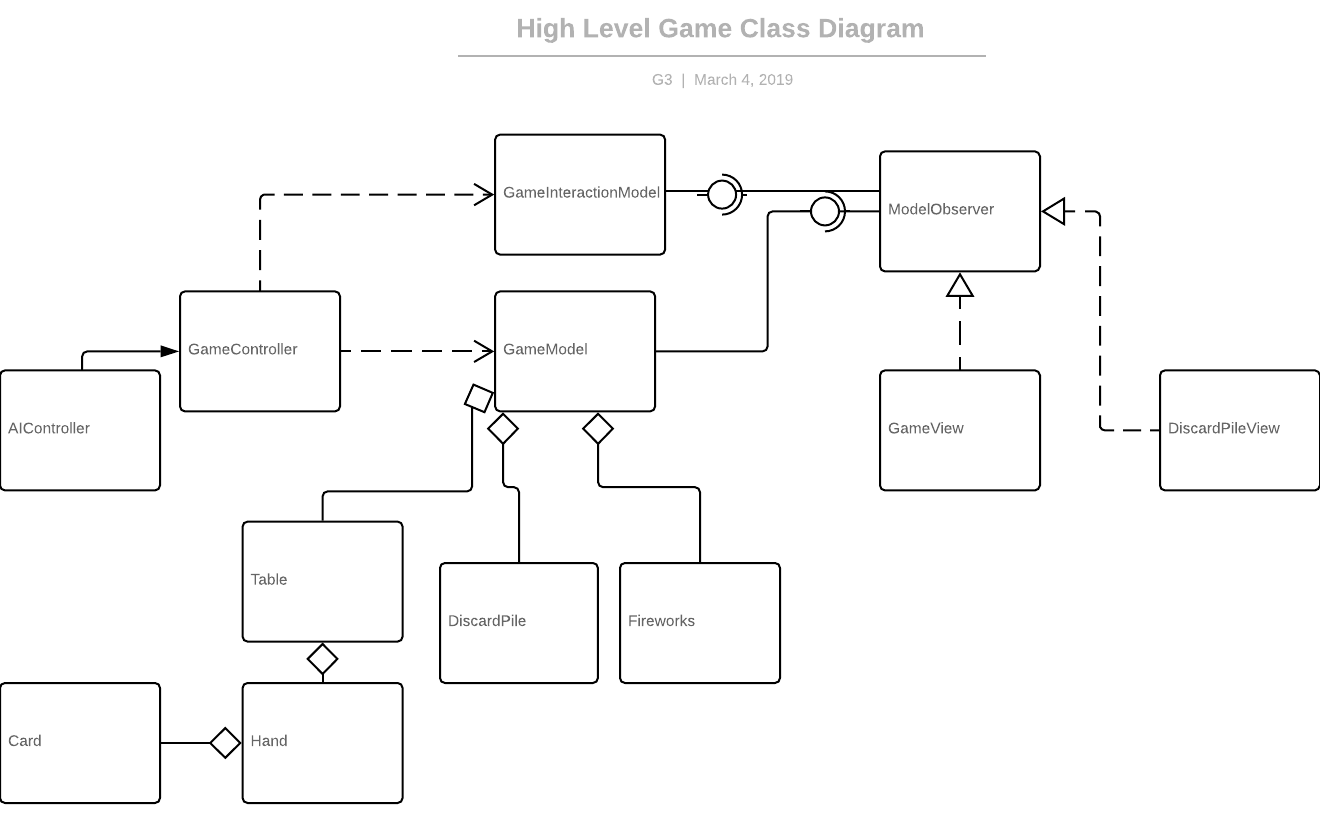 High Level Game Class Diagram
G3 | March 4, 2019
GameInteractionModel
ModelObserver
GameController
GameModel
AIController
GameView
DiscardPileView
Table
DiscardPile
Fireworks
Card
Hand